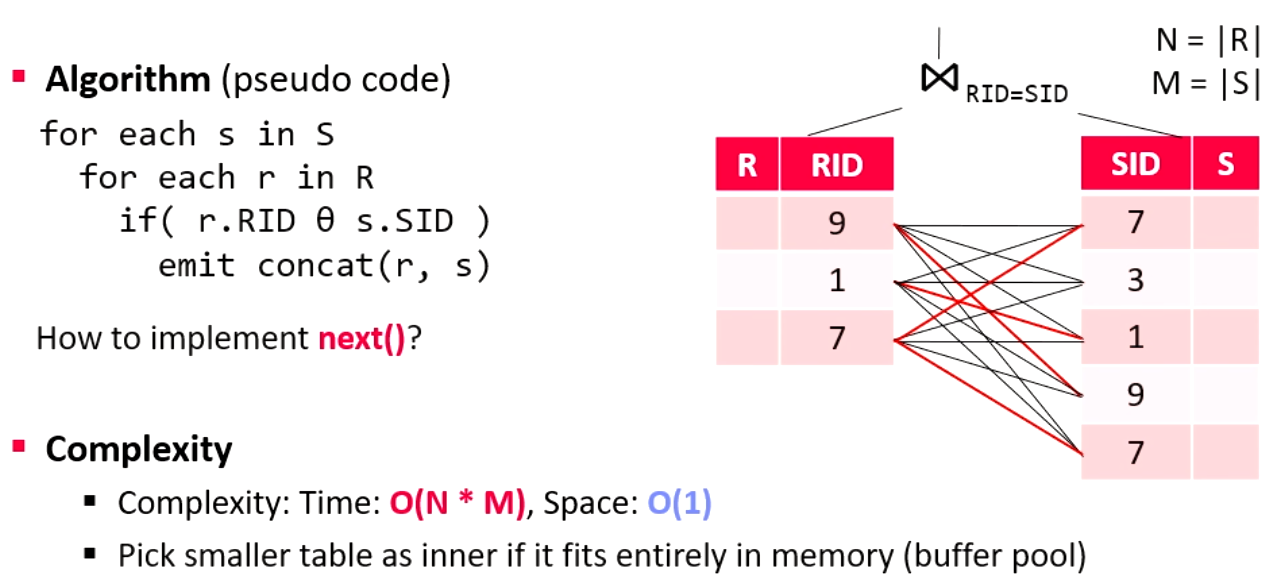 ▪ Algorithm (pseudo code)
for each s in S
for each r in R
if( r.RID θ s.SID )
emit concat(r, s)
How to implement next()?
⋈ RID=SID
N = |R|
M = |S|
R RID
9
1
7
SID S
7
3
1
9
7
▪ Complexity
▪ Complexity: Time: O(N * M), Space: O(1)
▪ Pick smaller table as inner if it fits entirely in memory (buffer pool)